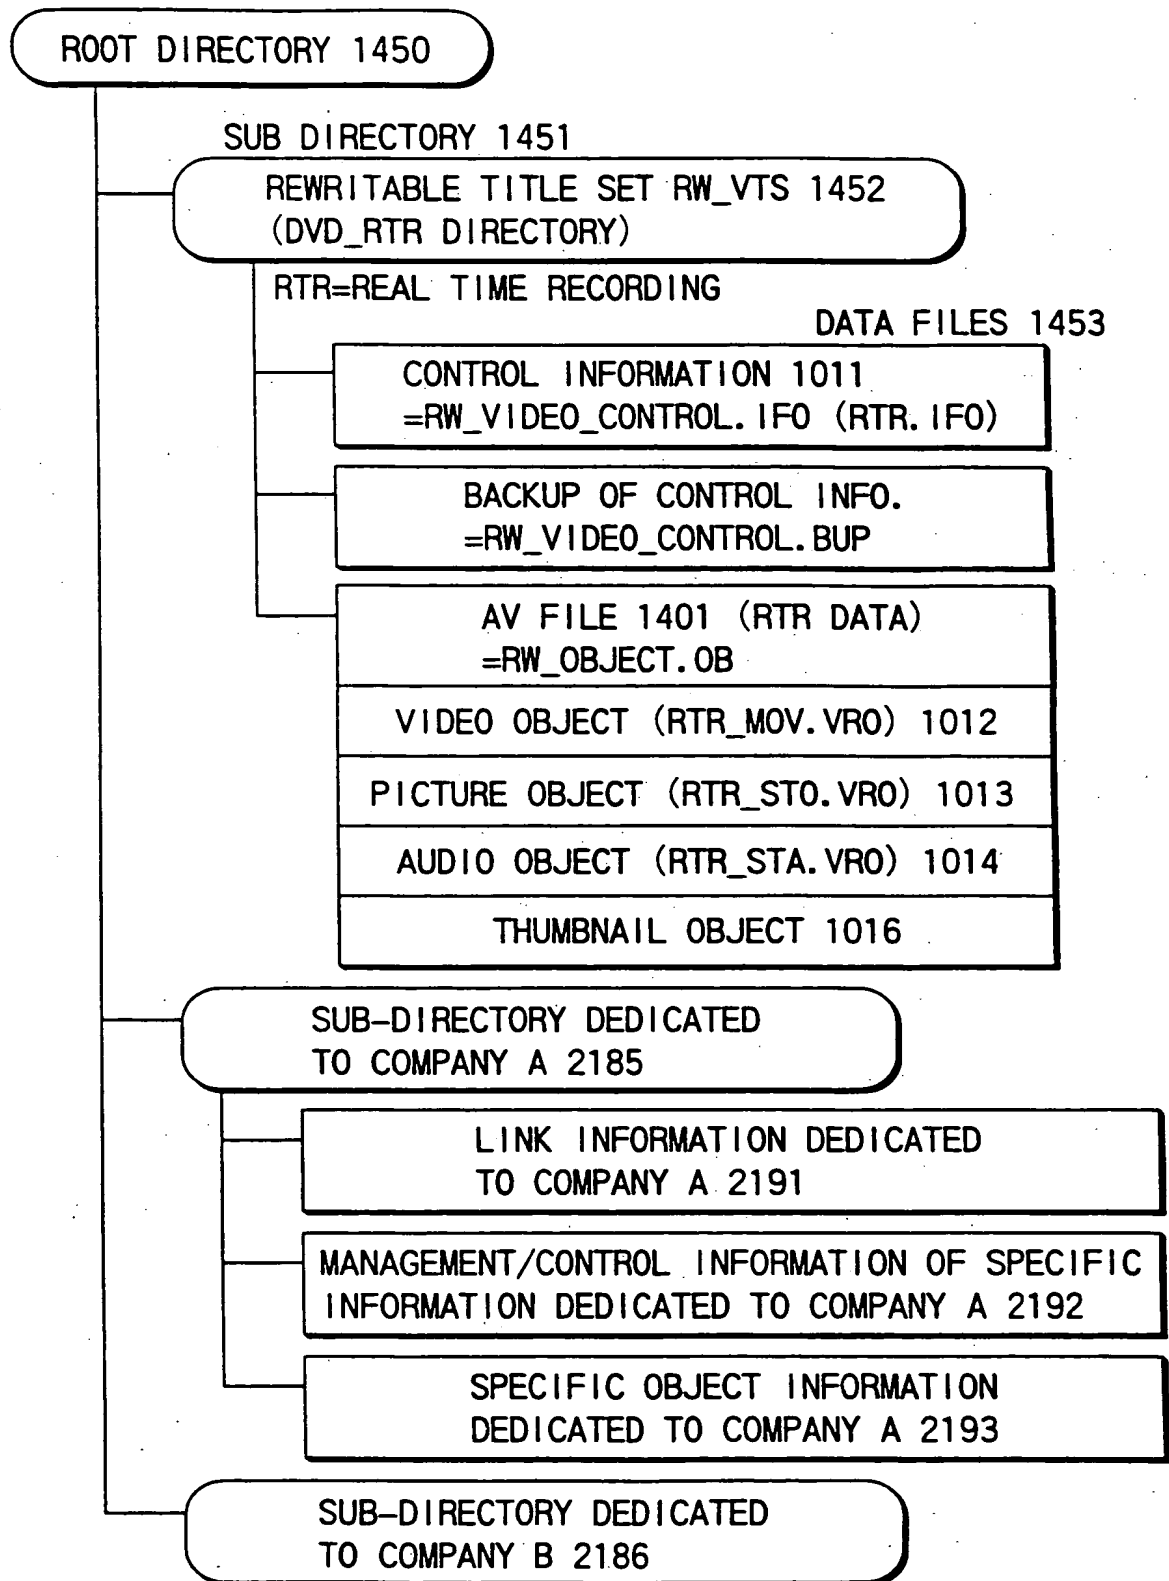 ROOT DIRECTORY 1450
SUB DIRECTORY 1451
REWRITABLE TITLE SET RW_VTS 1452
(DVD_RTR DIRECTORY)
RTR=REAL TIME RECORDING
DATA FILES 1453
CONTROL INFORMATION 1011
=RW_VIDEO_CONTROL.IFO (RTR.IFO)
BACKUP OF CONTROL INFO.
=RW_VIDEO_CONTROL.BUP
AV FILE 1401 (RTR DATA)
=RW_OBJECT.OB
VIDEO OBJECT (RTR_MOV.VRO) 1012
PICTURE OBJECT (RTR_STO.VRO) 1013
AUDIO OBJECT (RTR_STA.VRO) 1014
THUMBNAIL OBJECT 1016
SUB-DIRECTORY DEDICATED
TO COMPANY A 2185
LINK INFORMATION DEDICATED
TO COMPANY A 2191
MANAGEMENT/CONTROL INFORMATION OF SPECIFIC
INFORMATION DEDICATED TO COMPANY A 2192
SPECIFIC OBJECT INFORMATION
DEDICATED TO COMPANY A 2193
SUB-DIRECTORY DEDICATED
TO COMPANY B 2186